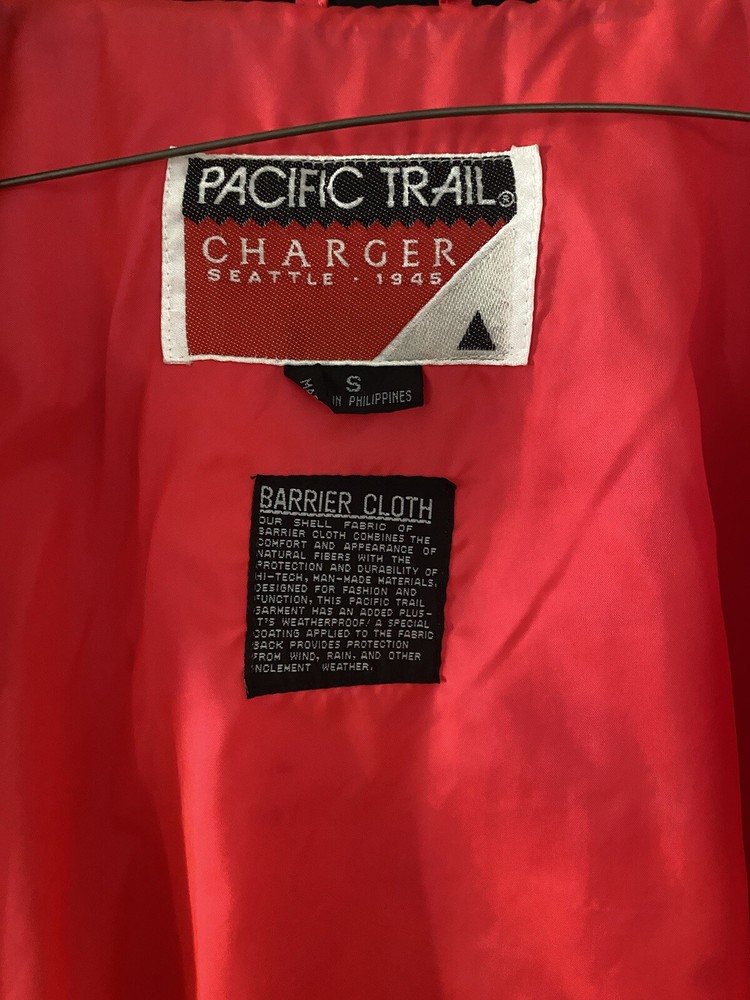 PACIFIC TRAIL®
CHARGER
SEATTLE · 1945
S
IN PHILIPPINES
BARRIER CLOTH
OUR SHELL FABRIC OF
BARRIER CLOTH COMBINES THE
COMFORT AND APPEARANCE OF
NATURAL FIBERS WITH THE
PROTECTION AND DURABILITY OF
HI-TECH, MAN-MADE MATERIALS.
DESIGNED FOR FASHION AND
FUNCTION, THIS PACIFIC TRAIL
GARMENT HAS AN ADDED PLUS-
IT'S WEATHERPROOF! A SPECIAL
COATING APPLIED TO THE FABRIC
BACK PROVIDES PROTECTION
FROM WIND, RAIN, AND OTHER
INCLEMENT WEATHER.